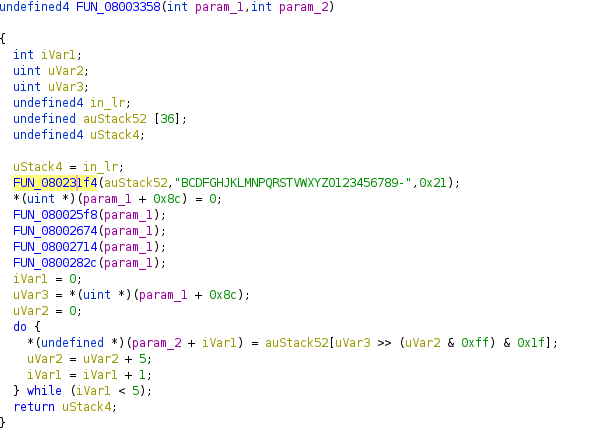 undefined4 FUN_08003358(int param_1,int param_2)
{
int iVar1;
uint uVar2;
uint uVar3;
undefined4 in_lr;
undefined auStack52 [36];
undefined4 uStack4;
uStack4 = in_lr;
FUN_080231f4(auStack52,"BCDFGHJKLMNPQRSTVWXYZ0123456789-",0x21);
*(uint *)(param_1 + 0x8c) = 0;
FUN_080025f8(param_1);
FUN_08002674(param_1);
FUN_08002714(param_1);
FUN_0800282c(param_1);
iVar1 = 0;
uVar3 = *(uint *)(param_1 + 0x8c);
uVar2 = 0;
do {
*(undefined *)(param_2 + iVar1) = auStack52[uVar3 >> (uVar2 & 0xff) & 0x1f];
uVar2 = uVar2 + 5;
iVar1 = iVar1 + 1;
} while (iVar1 < 5);
return uStack4;
}